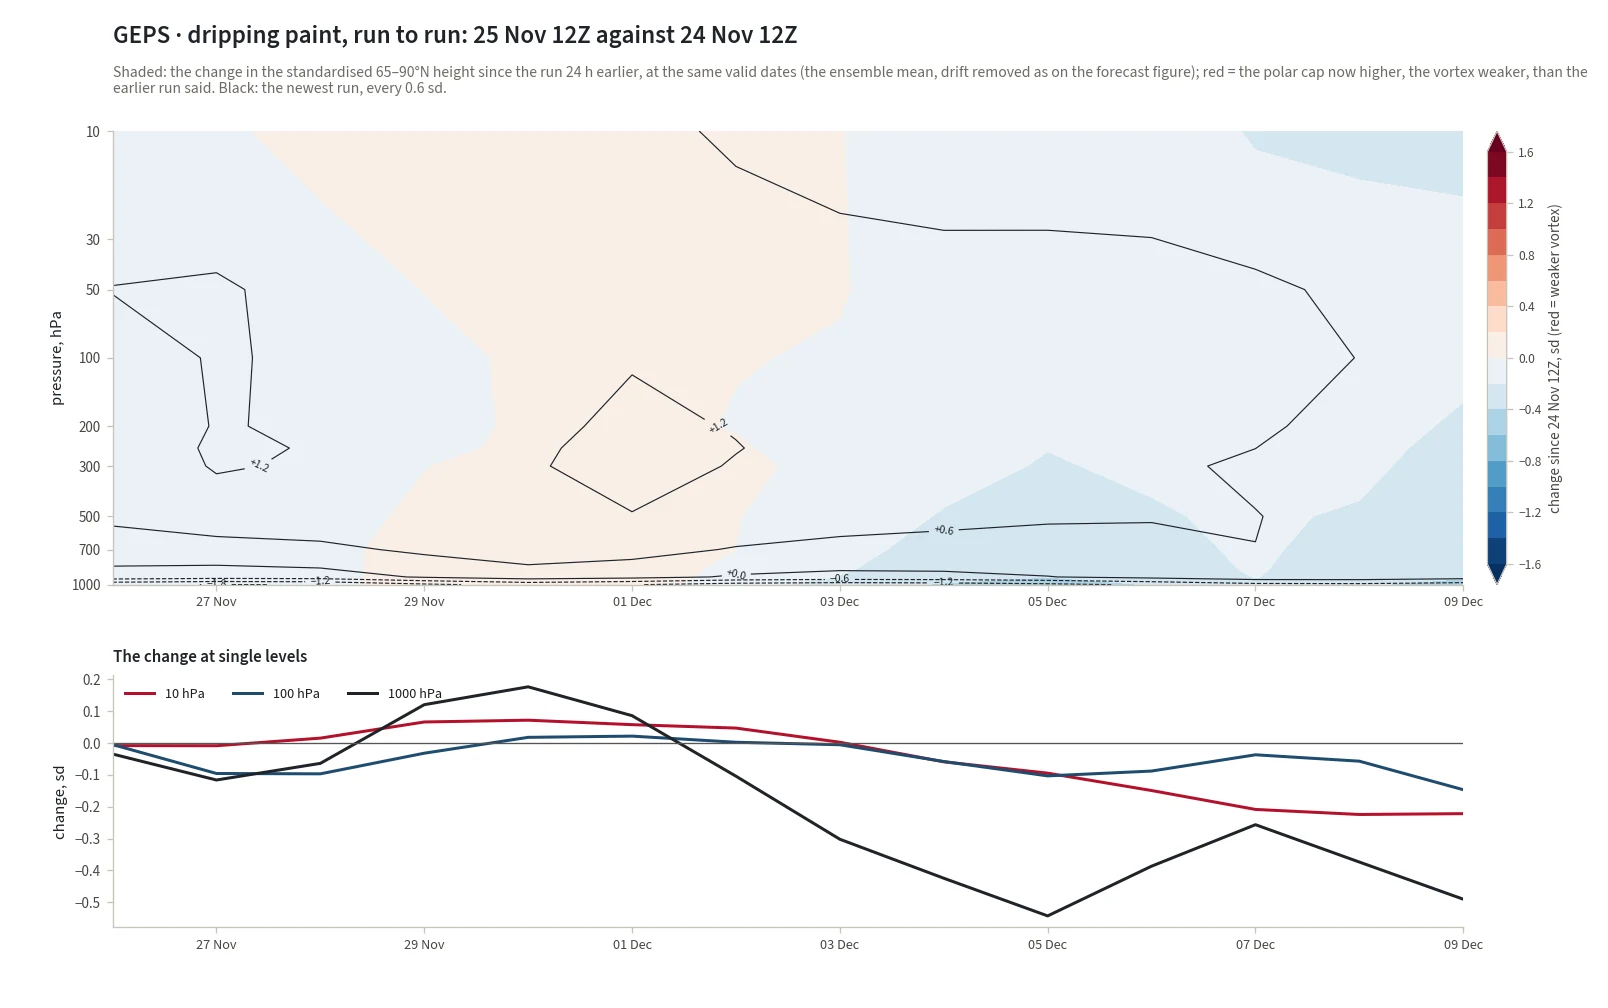 GEPS · dripping paint, run to run: 25 Nov 12Z against 24 Nov 12Z
Shaded: the change in the standardised 65–90°N height since the run 24 h earlier, at the same valid dates (the ensemble mean, drift removed as on the forecast figure); red = the polar cap now higher, the vortex weaker, than the
earlier run said. Black: the newest run, every 0.6 sd.
10
30
50
100
200
300
500
700
1000
pressure, hPa
+1.2
+1.2
+0.6
+0.0
−0.6
−1.2
−1.2
27 Nov
29 Nov
01 Dec
03 Dec
05 Dec
07 Dec
09 Dec
1.6
1.2
0.8
0.4
0.0
−0.4
−0.8
−1.2
−1.6
change since 24 Nov 12Z, sd (red = weaker vortex)
The change at single levels
10 hPa
100 hPa
1000 hPa
0.2
0.1
0.0
−0.1
−0.2
−0.3
−0.4
−0.5
change, sd
27 Nov
29 Nov
01 Dec
03 Dec
05 Dec
07 Dec
09 Dec